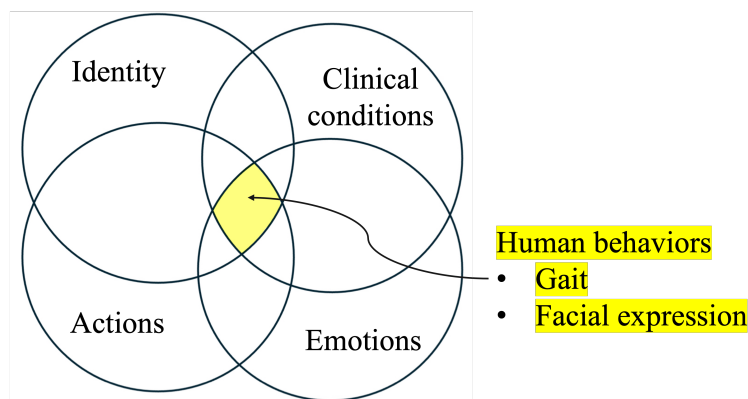 Identity
Clinical
conditions
Human behaviors
• Gait
• Facial expression
Actions
Emotions